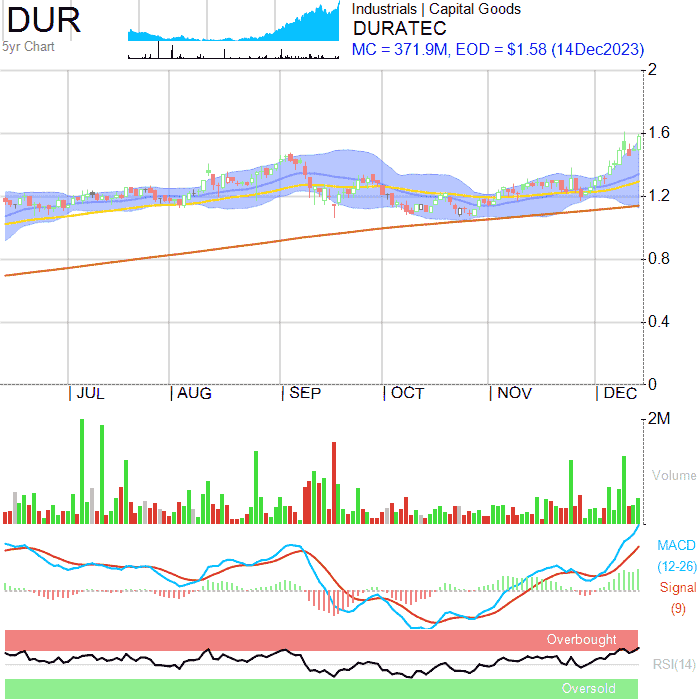 DUR
5yr Chart
Industrials | Capital Goods
DURATEC
MC = 371.9M, EOD = $1.58 (14Dec2023)
2
1.6
1.2
0.8
0.4
0
JUL
AUG
SEP
OCT
NOV
DEC
2M
Volume
MACD
(12-26)
Signal
(9)
Overbought
RSI(14)
Oversold